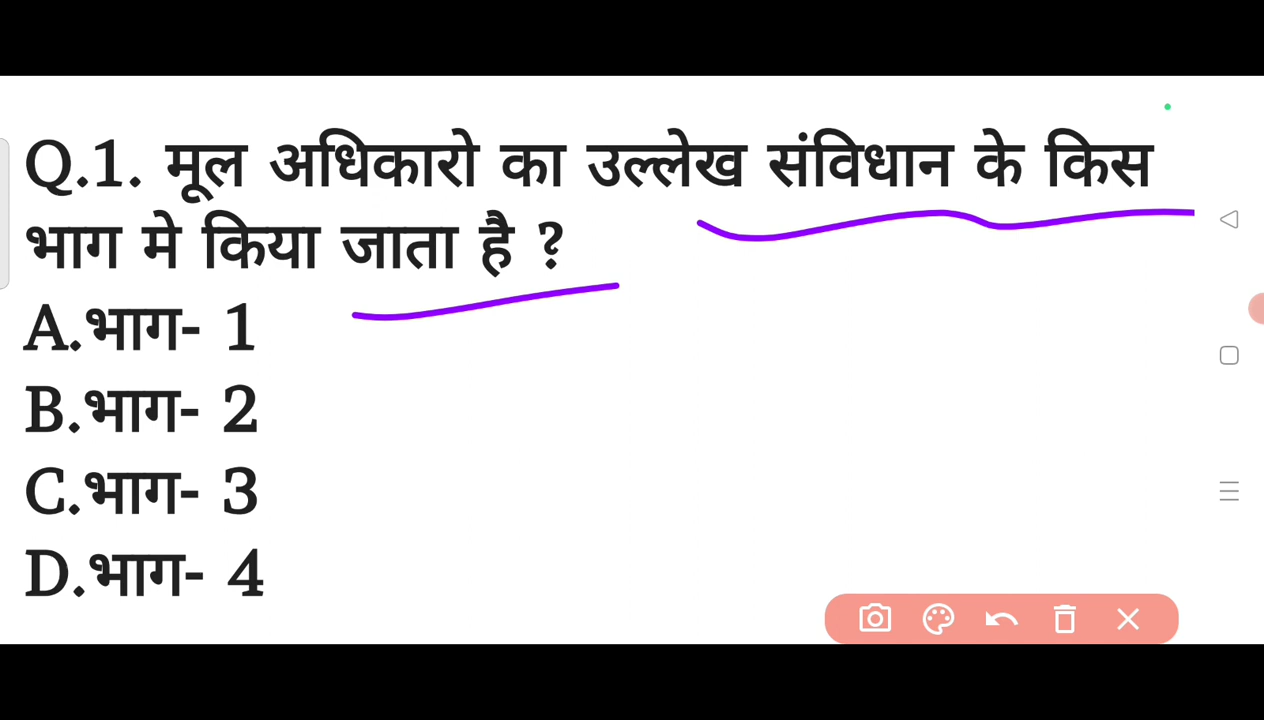 Q.1. मूल अधिकारो का उल्लेख संविधान के किस
भाग मे किया जाता है ?
A.भाग- 1
B.भाग- 2
C.भाग- 3
D.भाग- 4